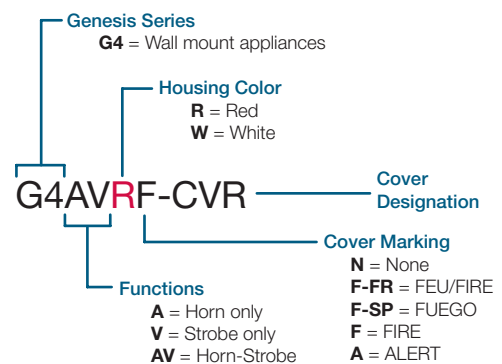 Genesis Series
G4 = Wall mount appliances
Housing Color
R = Red
W = White
G4AVRF-CVR
Cover
Designation
Cover Marking
N = None
F-FR = FEU/FIRE
F-SP = FUEGO
F = FIRE
A = ALERT
Functions
A = Horn only
V = Strobe only
AV = Horn-Strobe